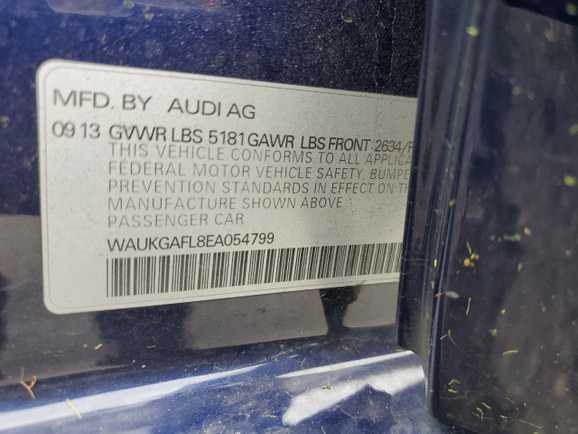 MFD. BY AUDI AG
09 13 GVWR LBS 5181 GAWR LBS FRONT 2634/
THIS VEHICLE CONFORMS TO ALL
FEDERAL MOTOR VEHICLE SAFETY, BUMPE
PREVENTION STANDARDS IN EFFECT ON TH
MANUFACTURE SHOWN ABOVE
PASSENGER CAR
WAUKGAFL8EA054799